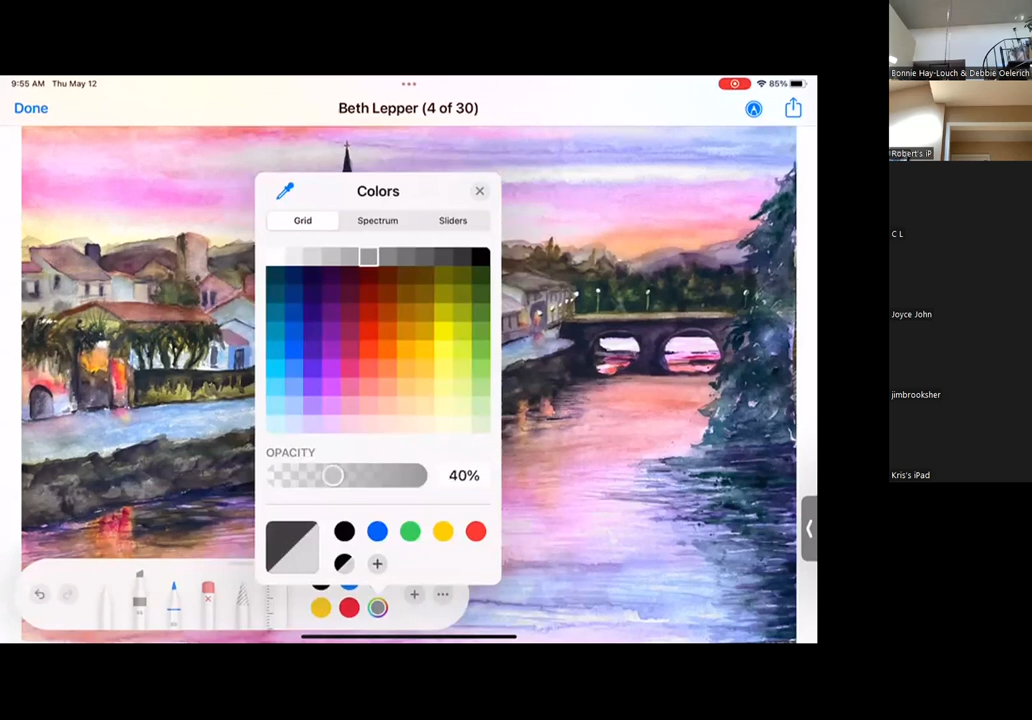 9:55 AM Thu May 12
85%
Done
Beth Lepper (4 of 30)
Colors
Grid
Spectrum
Sliders
OPACITY
40%
Bonnie Hay-Louch & Debbie Oelerich
Robert's iP
C L
Joyce John
jimbrooksher
Kris's iPad